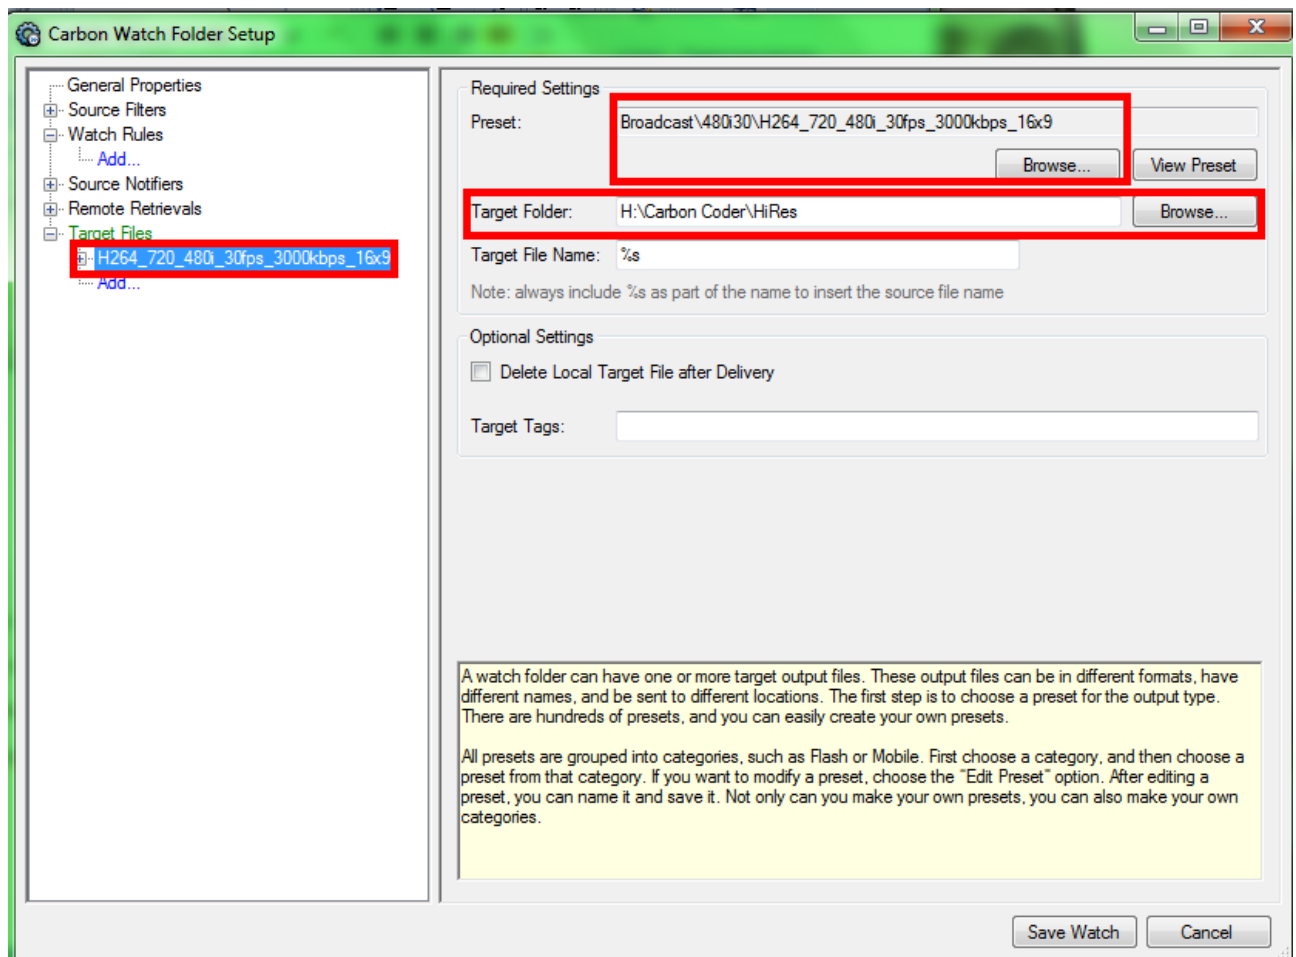 Carbon Watch Folder Setup
General Properties
Source Filters
Watch Rules
Add...
Source Notifiers
Remote Retrievals
Target Files
H264_720_480i_30fps_3000kbps_16x9
Add...
Required Settings
Preset: Broadcast\480i30\H264_720_480i_30fps_3000kbps_16x9
Browse... View Preset
Target Folder: H:\Carbon Coder\HiRes Browse...
Target File Name: %s
Note: always include %s as part of the name to insert the source file name
Optional Settings
Delete Local Target File after Delivery
Target Tags:
A watch folder can have one or more target output files. These output files can be in different formats, have
different names, and be sent to different locations. The first step is to choose a preset for the output type.
There are hundreds of presets, and you can easily create your own presets.
All presets are grouped into categories, such as Flash or Mobile. First choose a category, and then choose a
preset from that category. If you want to modify a preset, choose the "Edit Preset" option. After editing a
preset, you can name it and save it. Not only can you make your own presets, you can also make your own
categories.
Save Watch Cancel